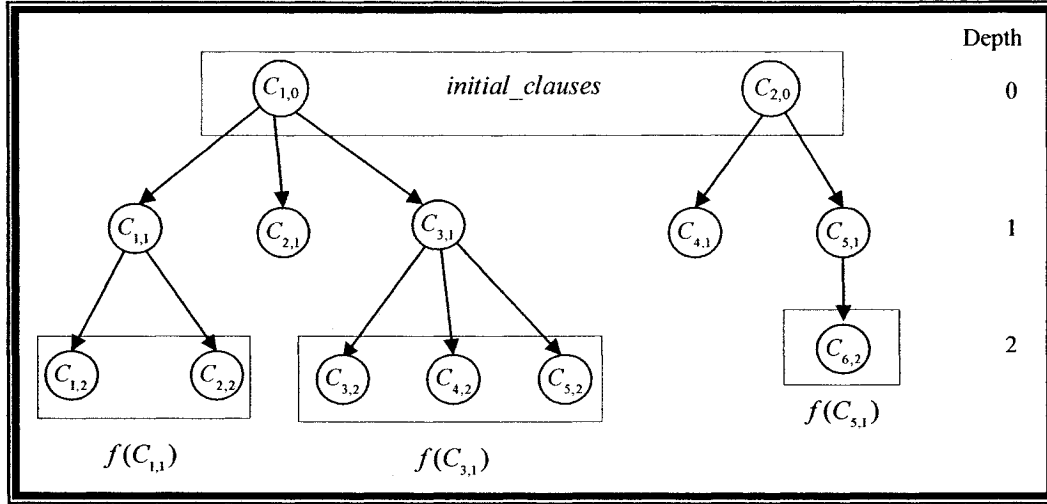 Depth
C1,0 initial_clauses C2,0 0
C1,1 C2,1 C3,1 C4.1 C5,1 1
C1,2 C2,2 C3,2 C4,2 C5,2 C6,2 2
f(C1,1) f(C3,1) f(C5,1)